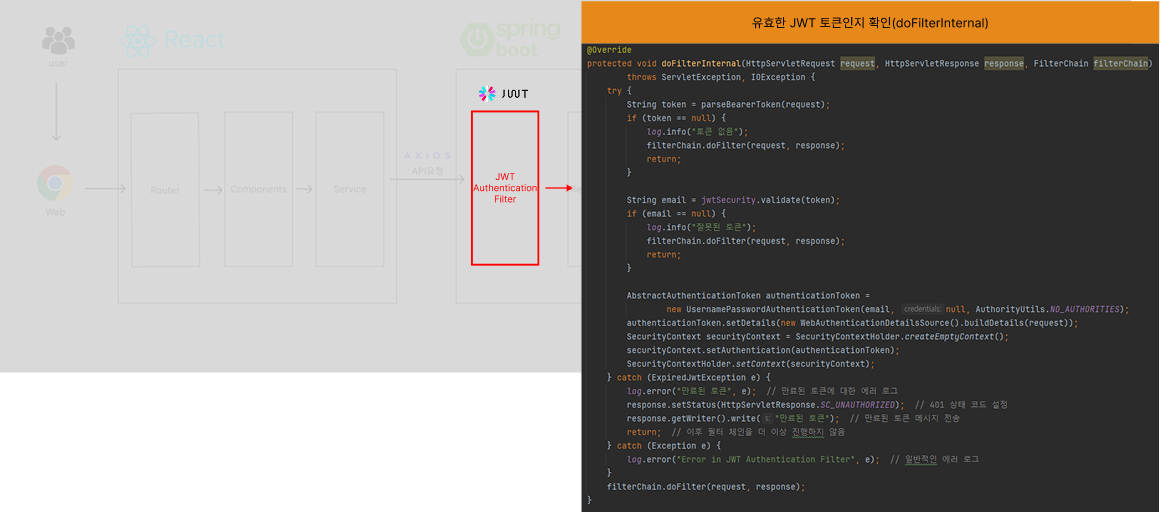 user
React
spring
boot
JWT
JWT
Authentication
Filter
AXIOS
API요청
Router
Components
Service
Web
유효한 JWT 토큰인지 확인(doFilterInternal)
@Override
protected void doFilterInternal(HttpServletRequest request, HttpServletResponse response, FilterChain filterChain)
throws ServletException, IOException {
try {
String token = parseBearerToken(request);
if (token == null) {
log.info("토큰 없음");
filterChain.doFilter(request, response);
return;
}
String email = jwtSecurity.validate(token);
if (email == null) {
log.info("잘못된 토큰");
filterChain.doFilter(request, response);
return;
}
AbstractAuthenticationToken authenticationToken =
new UsernamePasswordAuthenticationToken(email, credentials: null, AuthorityUtils.NO_AUTHORITIES);
authenticationToken.setDetails(new WebAuthenticationDetailsSource().buildDetails(request));
SecurityContext securityContext = SecurityContextHolder.createEmptyContext();
securityContext.setAuthentication(authenticationToken);
SecurityContextHolder.setContext(securityContext);
} catch (ExpiredJwtException e) {
log.error("만료된 토큰", e); // 만료된 토큰에 대한 에러 로그
response.setStatus(HttpServletResponse.SC_UNAUTHORIZED); // 401 상태 코드 설정
response.getWriter().write( s: "만료된 토큰"); // 만료된 토큰 메시지 전송
return; // 이후 필터 체인을 더 이상 진행하지 않음
} catch (Exception e) {
log.error("Error in JWT Authentication Filter", e); // 일반적인 에러 로그
}
filterChain.doFilter(request, response);
}